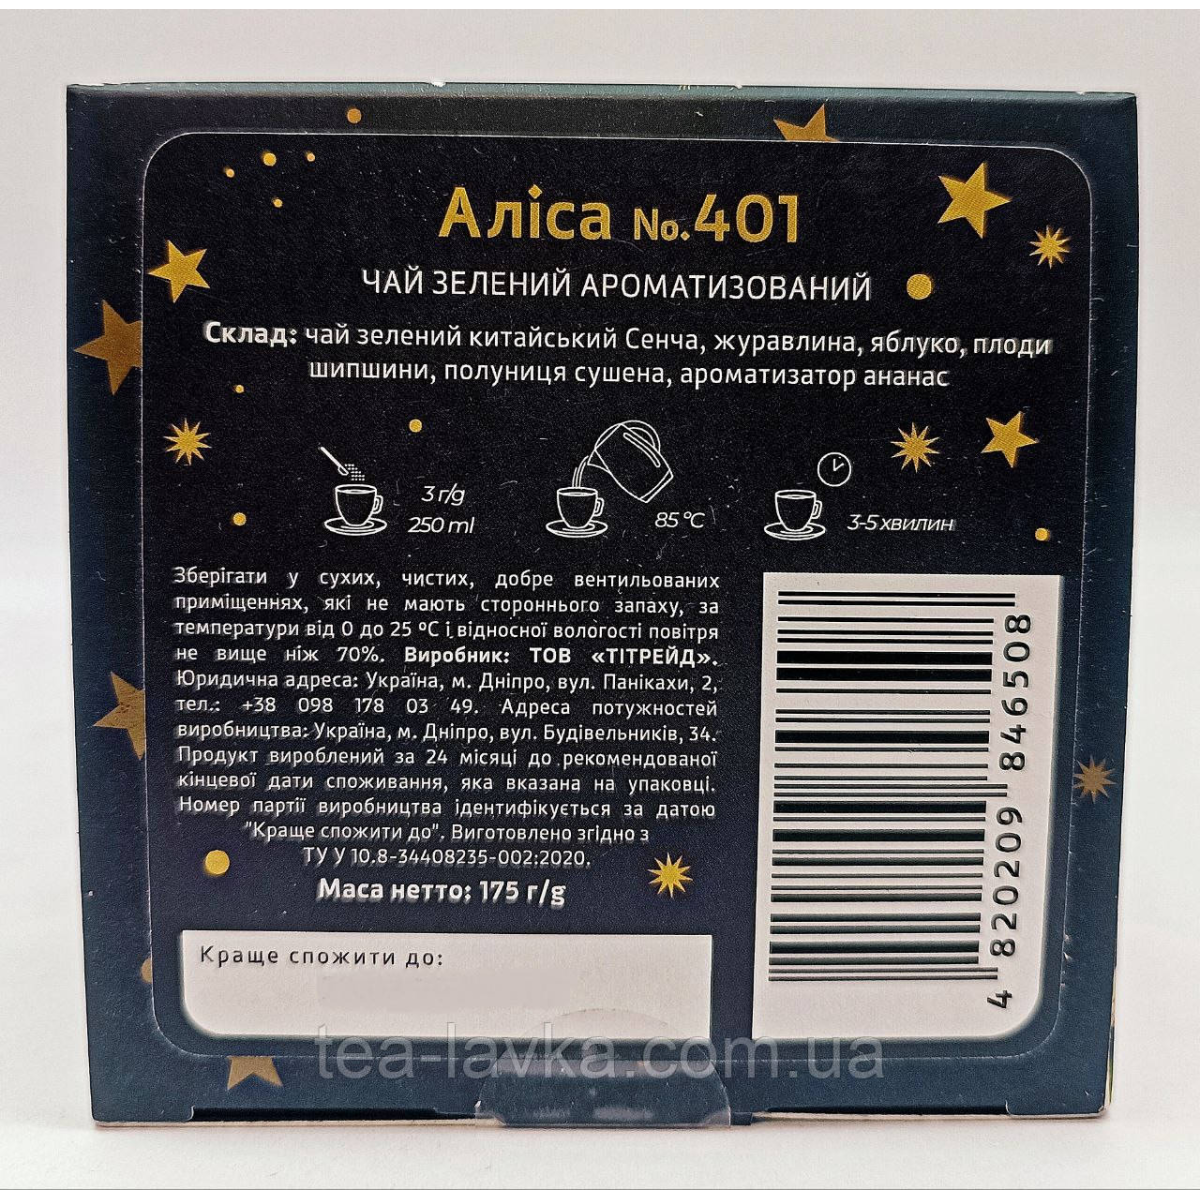 Аліса №.401
ЧАЙ ЗЕЛЕНИЙ АРОМАТИЗОВАНИЙ
Склад: чай зелений китайський Сенча, журавлина, яблуко, плоди
шипшини, полуниця сушена, ароматизатор ананас
3 г/g
250 ml
85 °C
3-5 хвилин
Зберігати у сухих, чистих, добре вентильованих
приміщеннях, які не мають стороннього запаху, за
температури від 0 до 25 °C і відносної вологості повітря
не вище ніж 70%. Виробник: ТОВ «ТІТРЕЙД».
Юридична адреса: Україна, м. Дніпро, вул. Панікахи, 2,
тел.: +38 098 178 03 49. Адреса потужностей
виробництва: Україна, м. Дніпро, вул. Будівельників, 34.
Продукт вироблений за 24 місяці до рекомендованої
кінцевої дати споживання, яка вказана на упаковці.
Номер партії виробництва ідентифікується за датою
"Краще спожити до". Виготовлено згідно з
ТУ У 10.8-34408235-002:2020.
Маса нетто: 175 г/g
Краще спожити до:
4 820209 846508
tea-lavka.com.ua